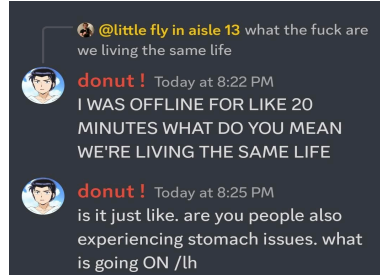 @little fly in aisle 13 what the fuck are
we living the same life
donut ! Today at 8:22 PM
I WAS OFFLINE FOR LIKE 20
MINUTES WHAT DO YOU MEAN
WE'RE LIVING THE SAME LIFE
donut ! Today at 8:25 PM
is it just like. are you people also
experiencing stomach issues. what
is going ON /lh